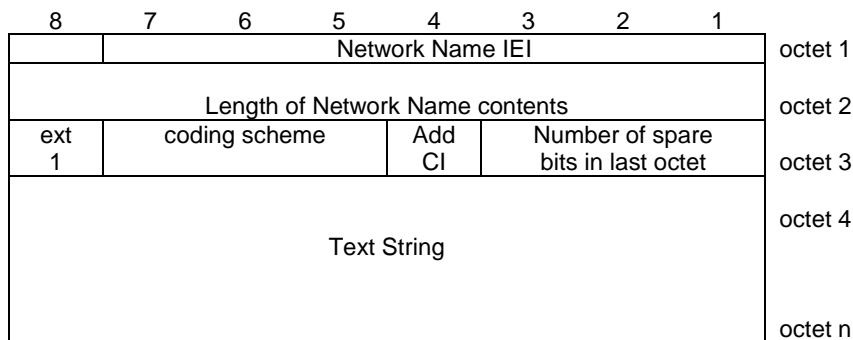 8 7 6 5 4 3 2 1
Network Name IEI octet 1
Length of Network Name contents octet 2
ext coding scheme Add Number of spare
1 CI bits in last octet octet 3
octet 4
Text String
octet n